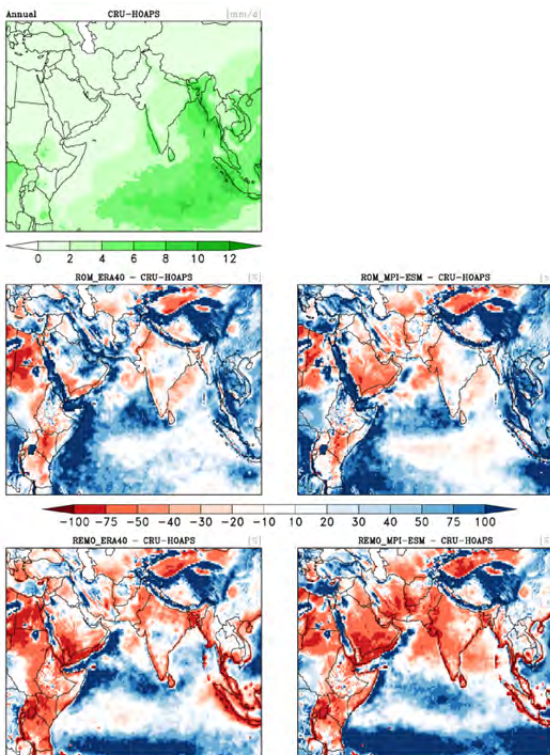 Annual CRU-HOAPS [mm/d]
0 2 4 6 8 10 12
ROM_ERA40 - CRU-HOAPS [%]
ROM_MPI-ESM - CRU-HOAPS [%]
-100 -75 -50 -40 -30 -20 -10 10 20 30 40 50 75 100
REMO_ERA40 - CRU-HOAPS [%]
REMO_MPI-ESM - CRU-HOAPS [%]